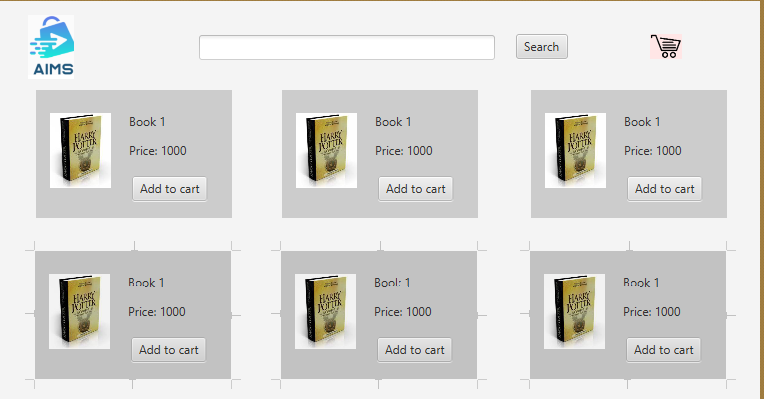 AIMS
Search
HARRY
POTTER
Book 1
Price: 1000
Add to cart
HARRY
POTTER
Book 1
Price: 1000
Add to cart
HARRY
POTTER
Book 1
Price: 1000
Add to cart
HARRY
POTTER
Book 1
Price: 1000
Add to cart
HARRY
POTTER
Book 1
Price: 1000
Add to cart
HARRY
POTTER
Book 1
Price: 1000
Add to cart